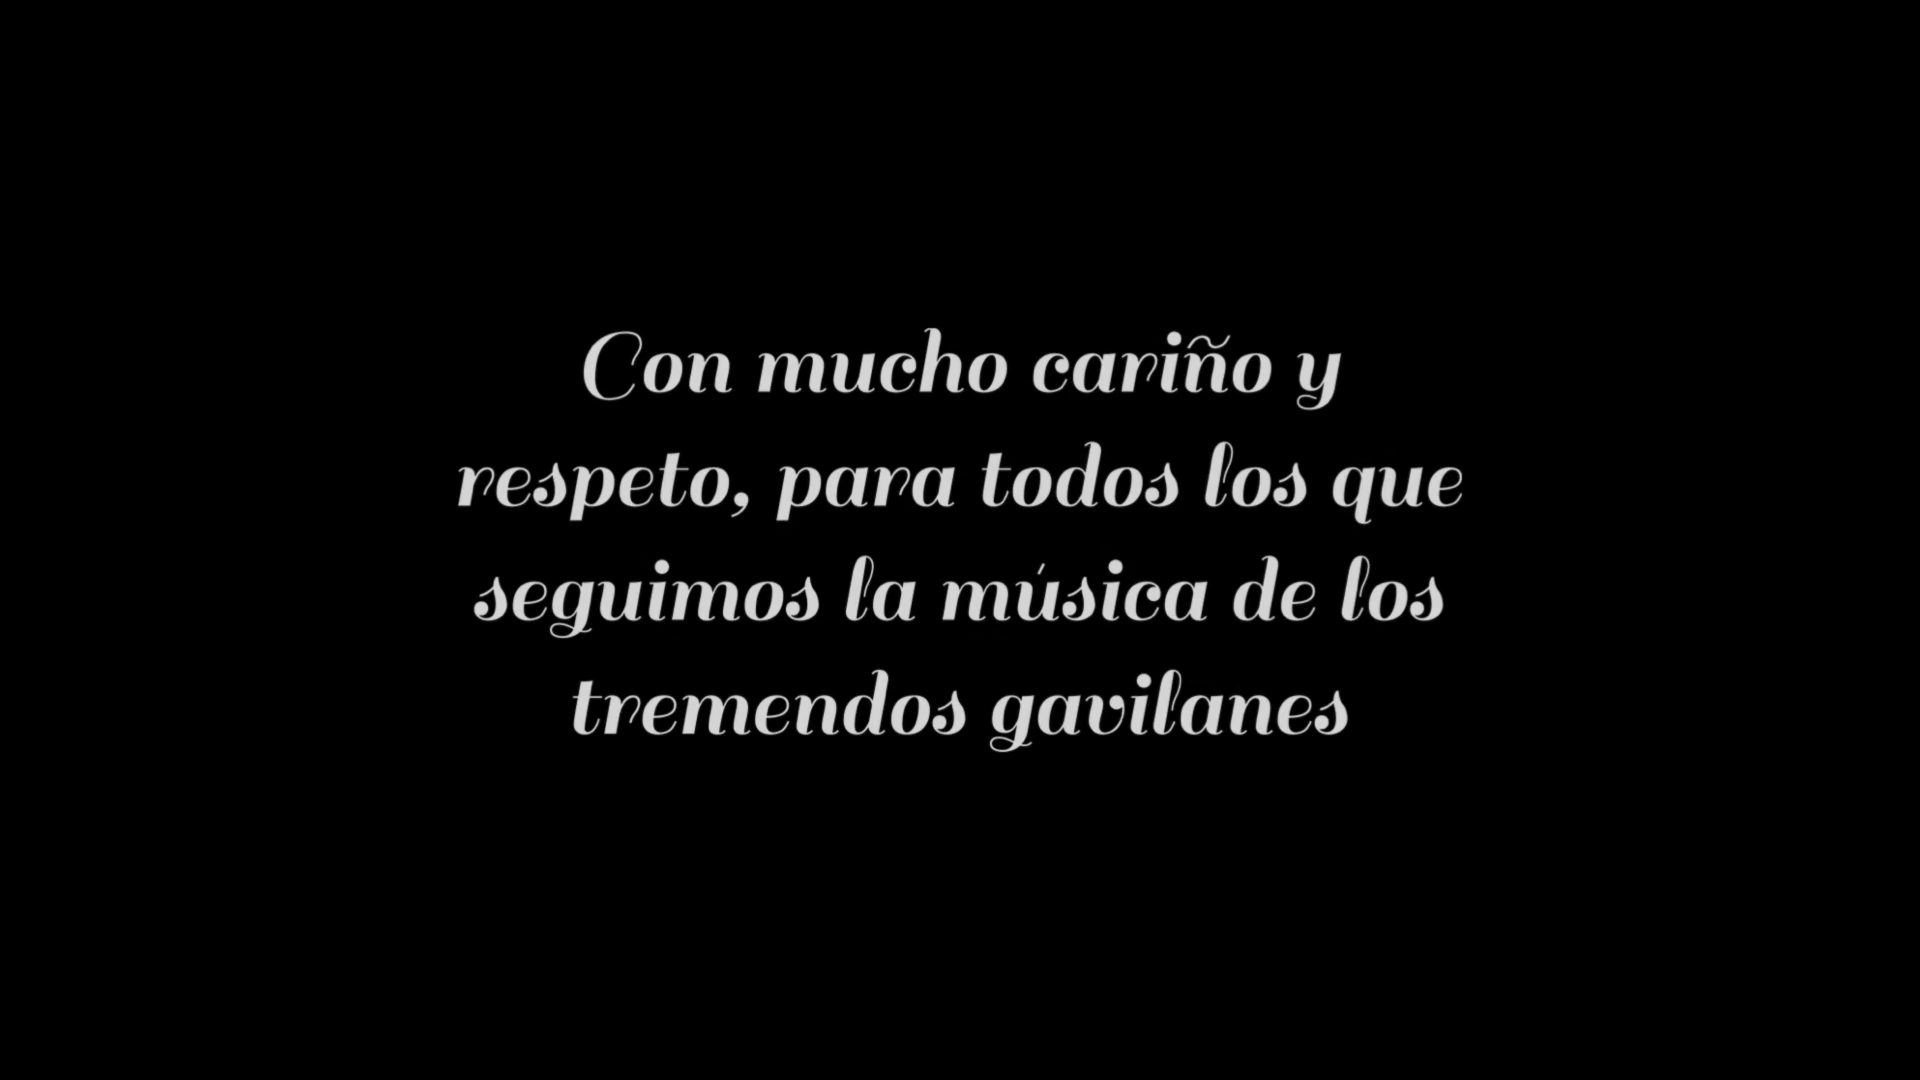 Con mucho cariño y
respeto, para todos los que
seguimos la música de los
tremendos gavilanes